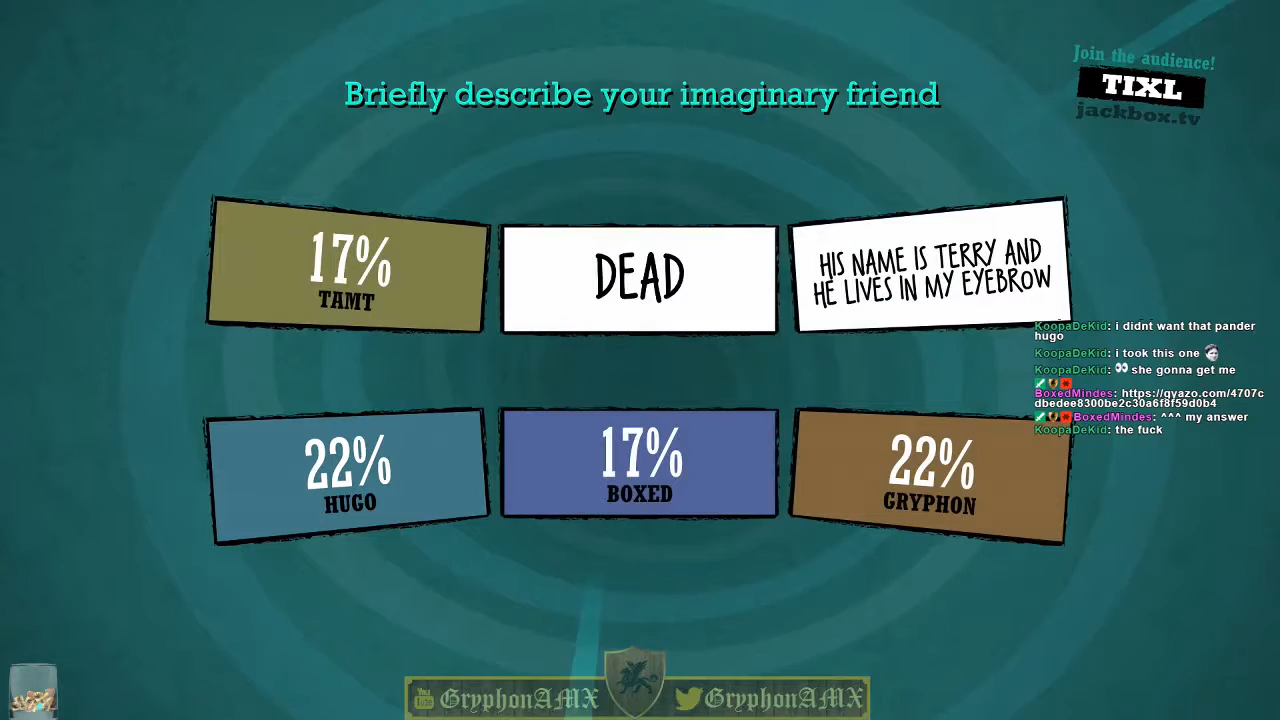 Briefly describe your imaginary friend
Join the audience!
TIXL
jackbox.tv
17%
TAMT
DEAD
HIS NAME IS TERRY AND
HE LIVES IN MY EYEBROW
22%
HUGO
17%
BOXED
22%
GRYPHON
KoopaDeKid: i didnt want that pander
hugo
KoopaDeKid: i took this one
KoopaDeKid: she gonna get me
BoxedMindes: https://gyazo.com/4707c
dbedee8300be2c30a6f8f59d0b4
BoxedMindes: ^^^ my answer
KoopaDeKid: the fuck
You Tube GryphonAMX
GryphonAMX